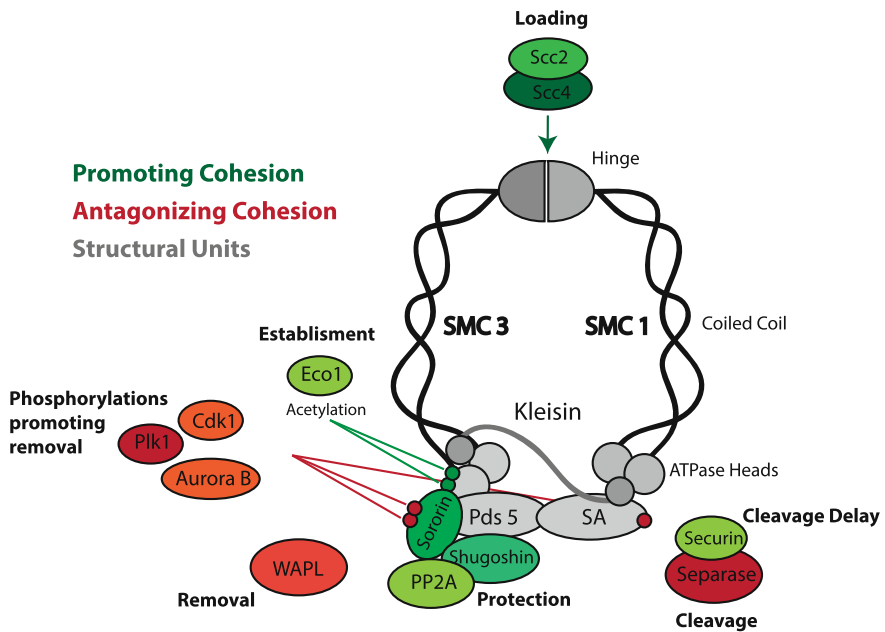 Loading
Scc2
Scc4
Hinge
Promoting Cohesion
Antagonizing Cohesion
Structural Units
SMC 3
SMC 1
Coiled Coil
Establisment
Eco1
Acetylation
Phosphorylations
promoting
removal
Cdk1
Plk1
Aurora B
Kleisin
ATPase Heads
Sororin
Pds 5
SA
Shugoshin
PP2A
Protection
WAPL
Removal
Cleavage Delay
Securin
Separase
Cleavage